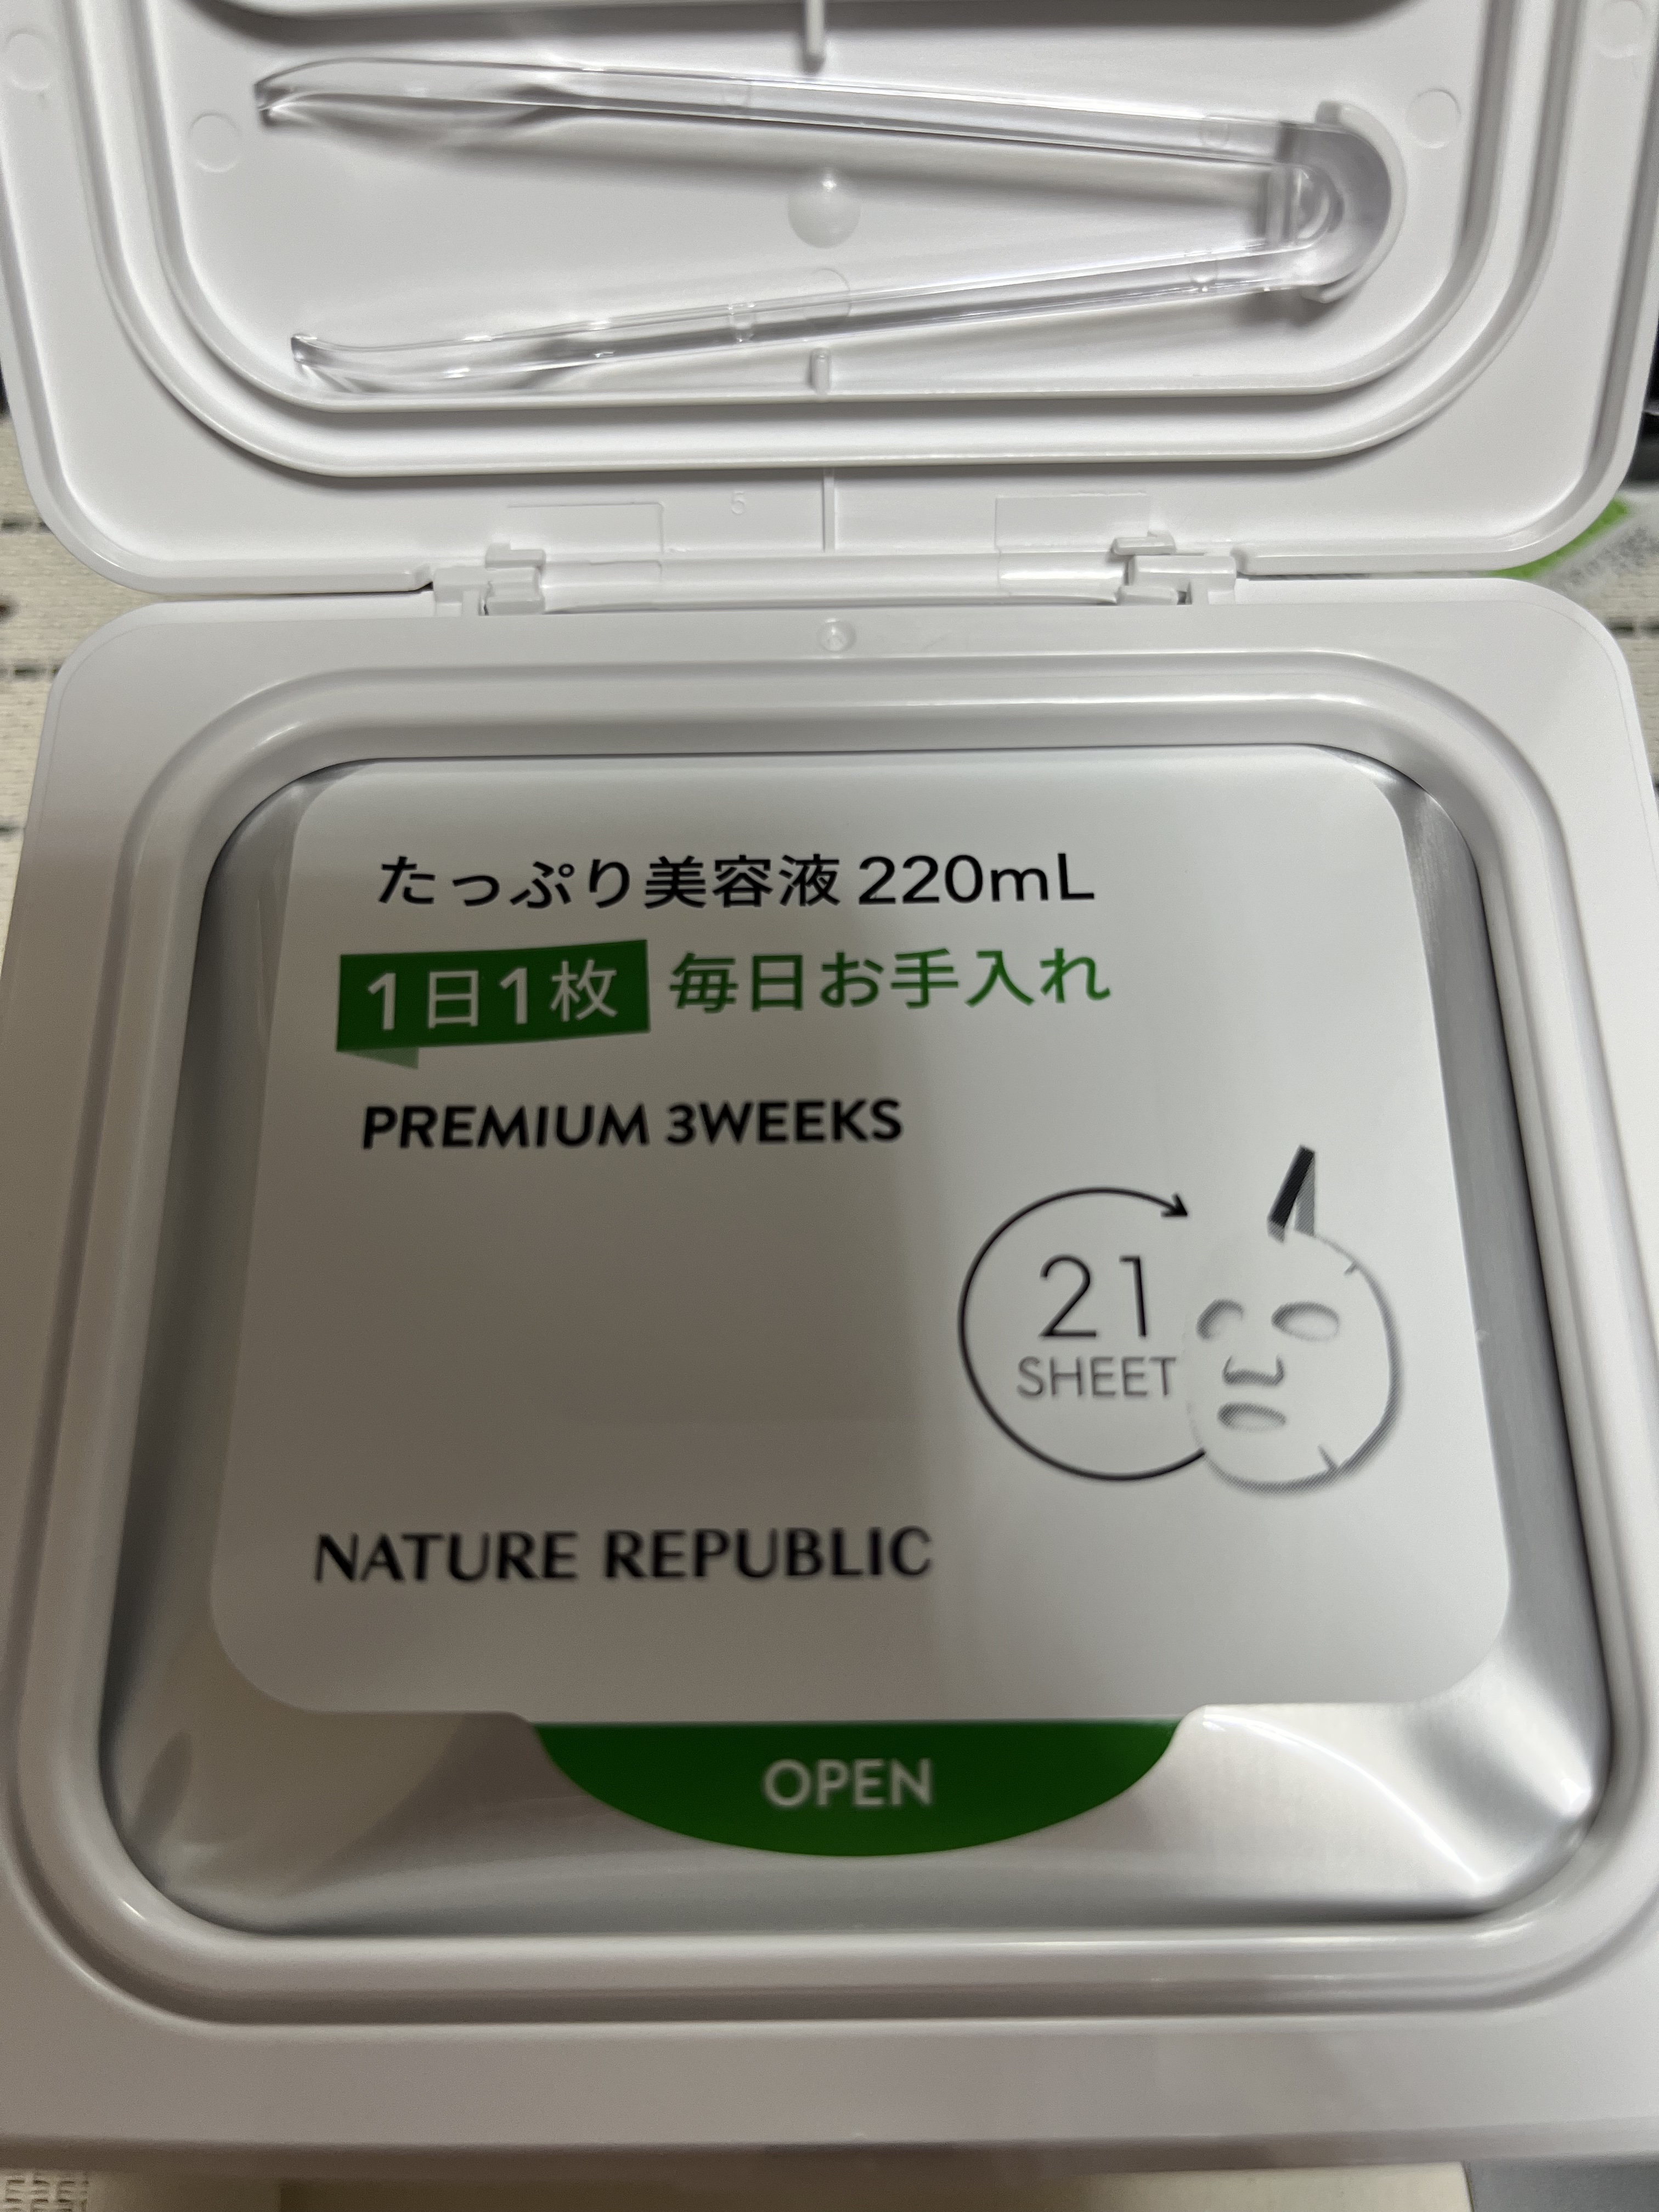 5
たっぷり美容液 220mL
1日1枚 毎日お手入れ
PREMIUM 3WEEKS
21
SHEET
NATURE REPUBLIC
OPEN